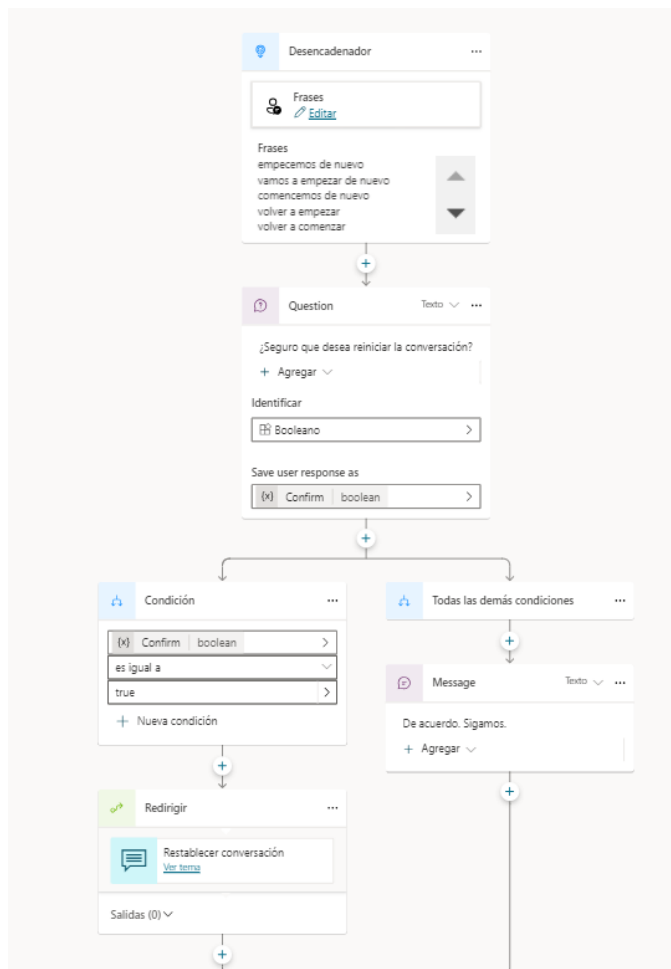 Desencadenador
Frases
Editar
Frases
empecemos de nuevo
vamos a empezar de nuevo
comencemos de nuevo
volver a empezar
volver a comenzar
Question
Texto
¿Seguro que desea reiniciar la conversación?
+ Agregar
Identificar
Booleano
Save user response as
{x} Confirm boolean
Condición
{x} Confirm boolean
es igual a
true
+ Nueva condición
Todas las demás condiciones
Message
Texto
De acuerdo. Sigamos.
+ Agregar
Redirigir
Restablecer conversación
Ver tema
Salidas (0)